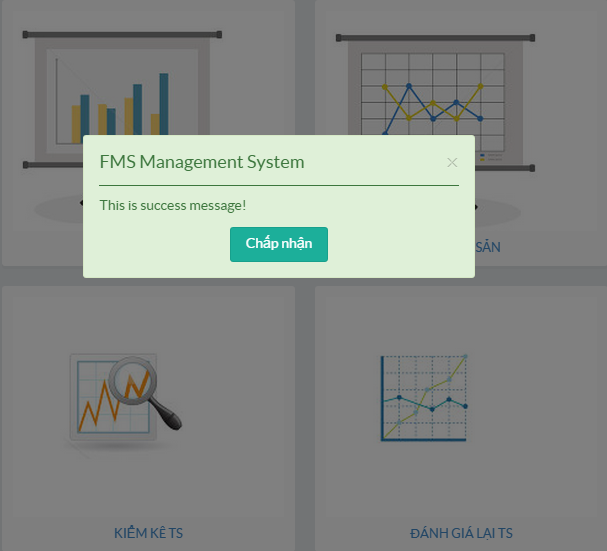 FMS Management System
×
This is success message!
Chấp nhận
SẢN
KIỂM KÊ TS
ĐÁNH GIÁ LẠI TS